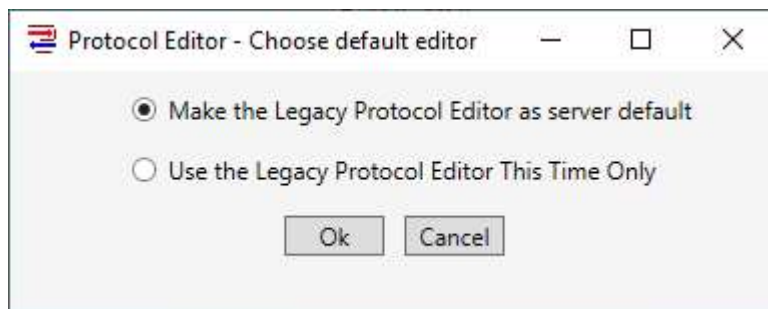 Protocol Editor - Choose default editor
Make the Legacy Protocol Editor as server default
Use the Legacy Protocol Editor This Time Only
Ok Cancel